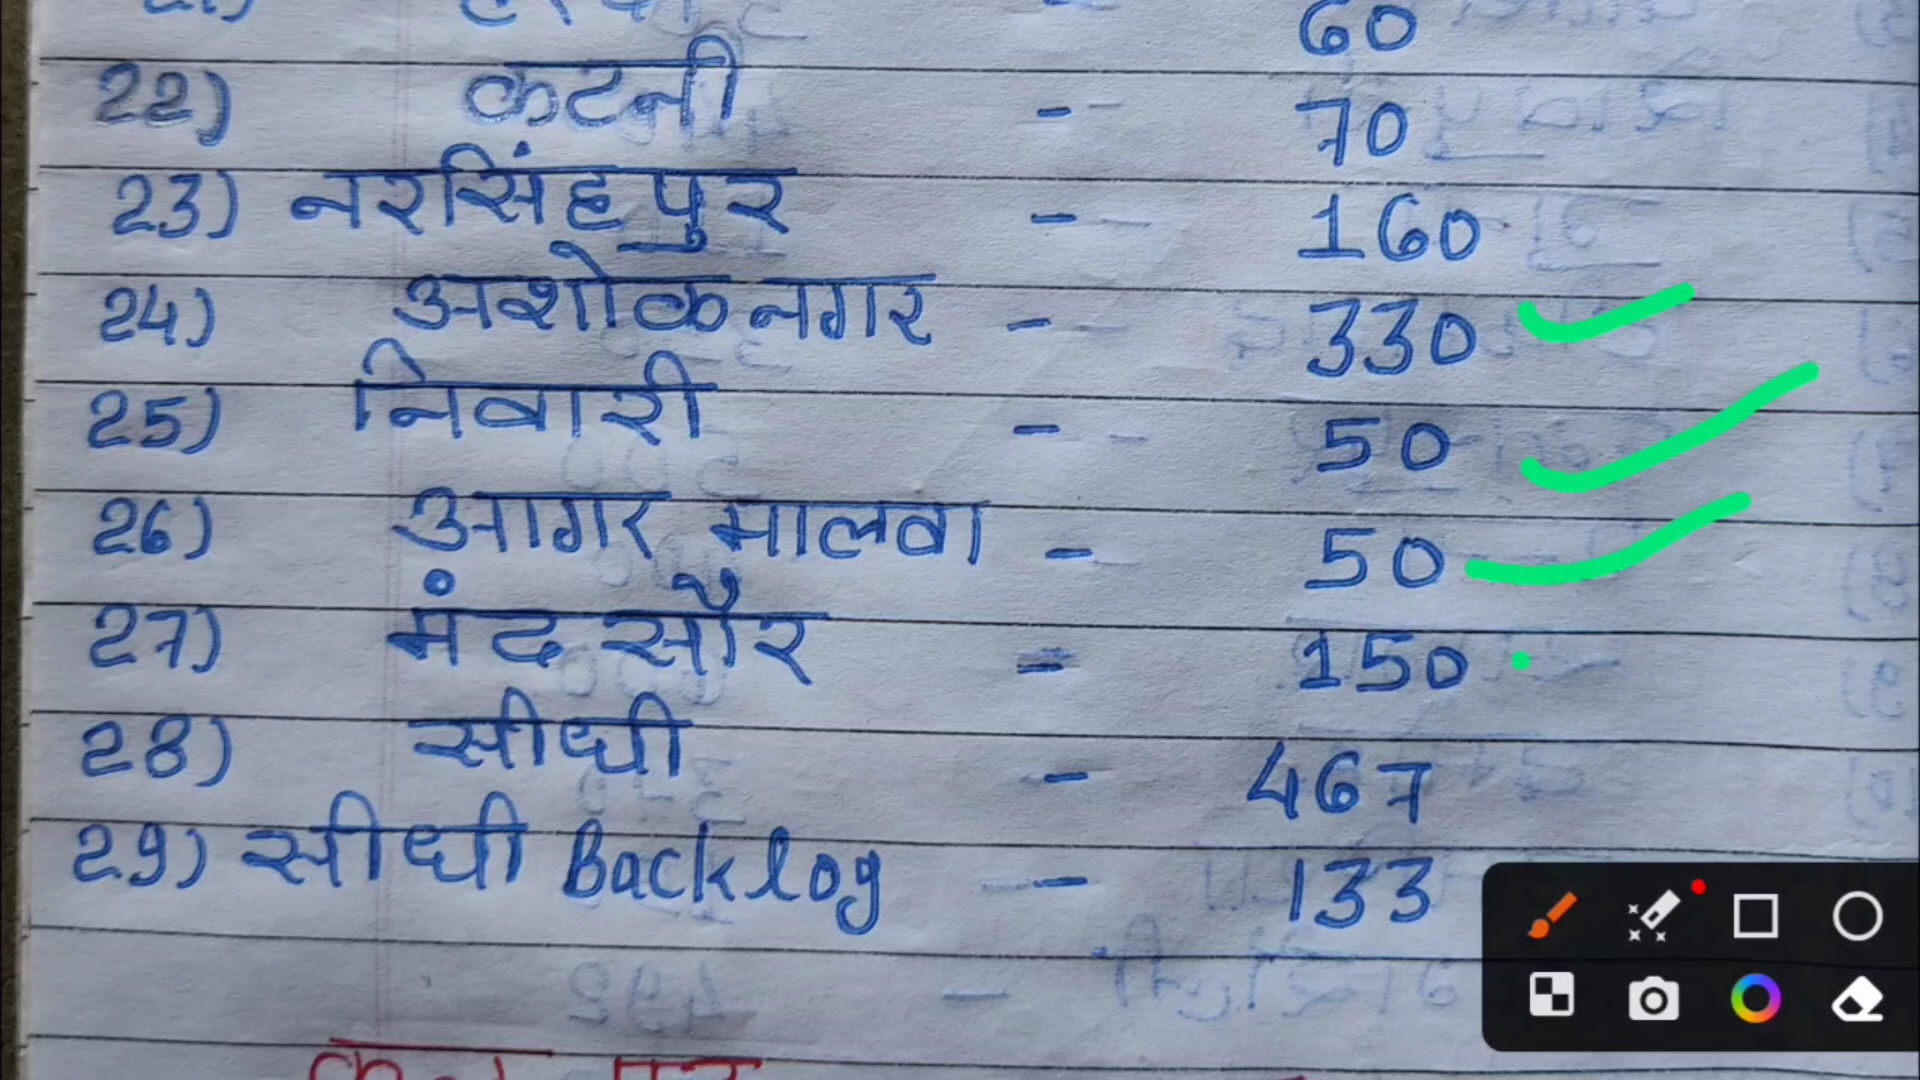 60
22) कटनी - 70
23) नरसिंहपुर - 160
24) अशोकनगर - 330
25) निवारी - 50
26) आगर मालवा - 50
27) मंदसौर - 150
28) सीधी - 467
29) सीधी Backlog - 133